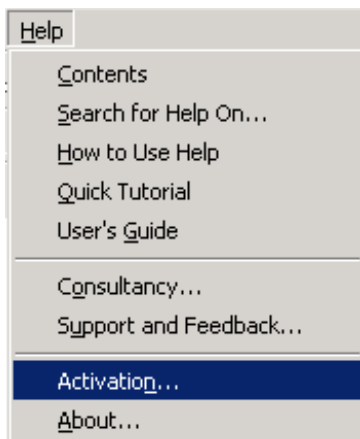 Help
Contents
Search for Help On...
How to Use Help
Quick Tutorial
User's Guide
Consultancy...
Support and Feedback...
Activation...
About...